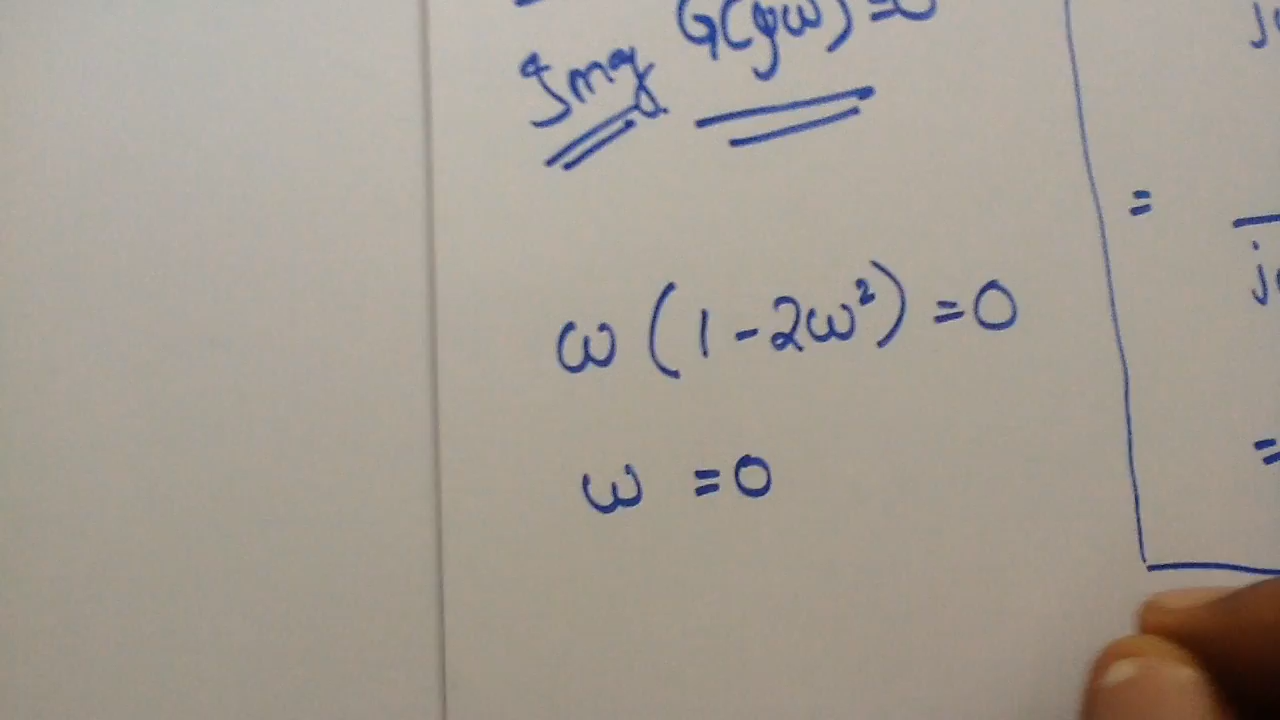 Img G(jω) =0
ω (1-2ω²) =0
ω =0
=
=